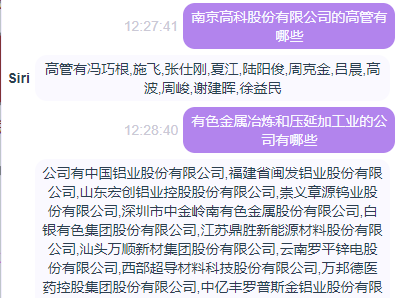 12:27:41
南京高科股份有限公司的高管有
哪些
Siri
高管有冯巧根,施飞,张仕刚,夏江,陆阳俊,周克金,吕晨,高
波,周峻,谢建晖,徐益民
12:28:40
有色金属冶炼和压延加工业的公
司有哪些
公司有中国铝业股份有限公司,福建省闽发铝业股份有限
公司,山东宏创铝业控股股份有限公司,崇义章源钨业股
份有限公司,深圳市中金岭南有色金属股份有限公司,白
银有色集团股份有限公司,江苏鼎胜新能源材料股份有限
公司,汕头万顺新材集团股份有限公司,云南罗平锌电股
份有限公司,西部超导材料科技股份有限公司,万邦德医
药控股集团股份有限公司,中亿丰罗普斯金铝业股份有限